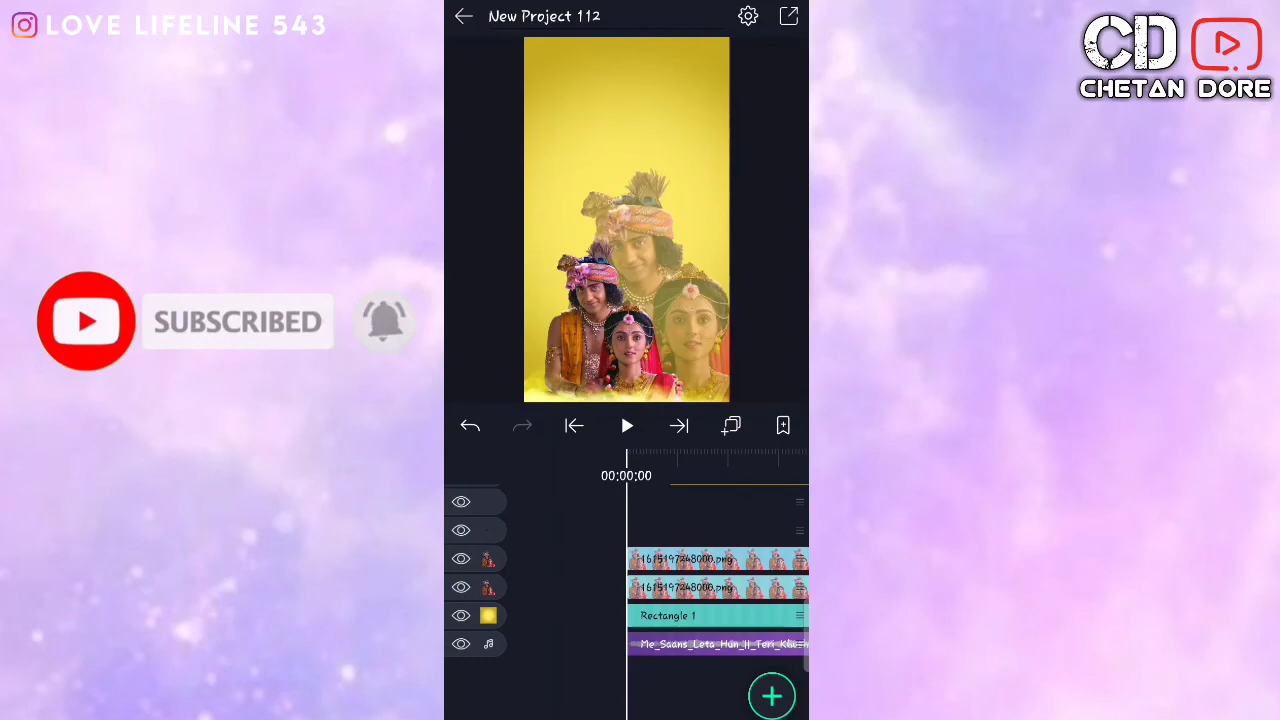 LOVE LIFELINE 543
New Project 112
CD
CHETAN DORE
SUBSCRIBED
00:00:00
1615197248000.png
1615197248000.png
Rectangle 1